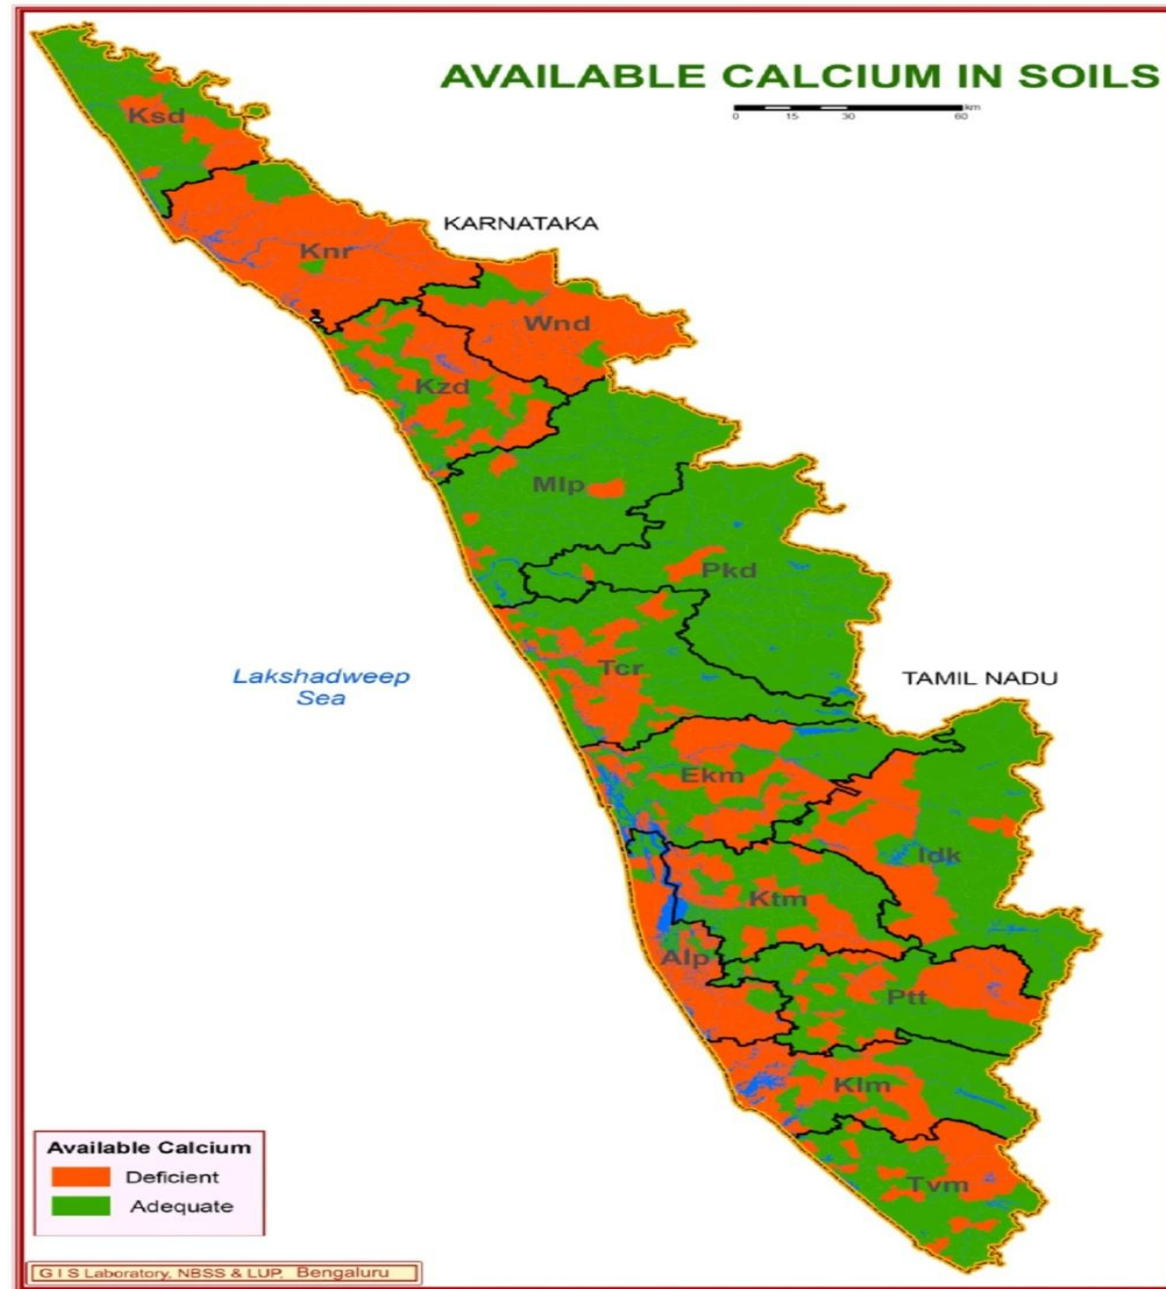 AVAILABLE CALCIUM IN SOILS
km
0 15 30 60
Ksd
KARNATAKA
Knr
Wnd
Kzd
Mlp
Pkd
Tcr
Lakshadweep
Sea
TAMIL NADU
Ekm
Idk
Ktm
Alp
Ptt
Klm
Tvm
Available Calcium
Deficient
Adequate
G I S Laboratory, NBSS & LUP, Bengaluru